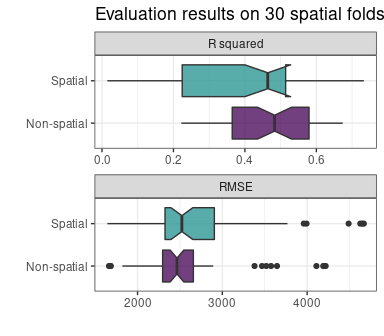 Evaluation results on 30 spatial folds
R squared
Spatial
Non-spatial
0.0 0.2 0.4 0.6
RMSE
Spatial
Non-spatial
2000 3000 4000